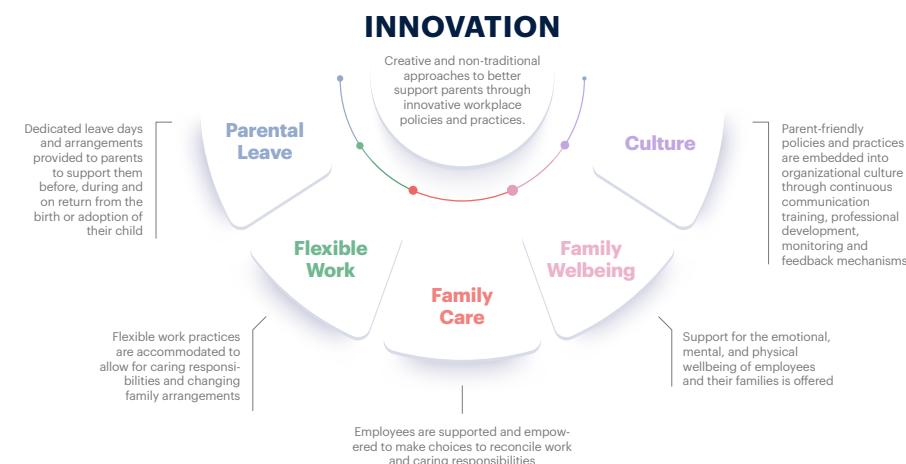 INNOVATION
Creative and non-traditional
approaches to better
support parents through
innovative workplace
policies and practices.
Parental
Leave
Dedicated leave days
and arrangements
provided to parents
to support them
before, during and
on return from the
birth or adoption of
their child
Flexible
Work
Flexible work practices
are accommodated to
allow for caring responsi-
bilities and changing
family arrangements
Family
Care
Employees are supported and empow-
ered to make choices to reconcile work
and caring responsibilities
Family
Wellbeing
Support for the emotional,
mental, and physical
wellbeing of employees
and their families is offered
Culture
Parent-friendly
policies and practices
are embedded into
organizational culture
through continuous
communication
training, professional
development,
monitoring and
feedback mechanisms